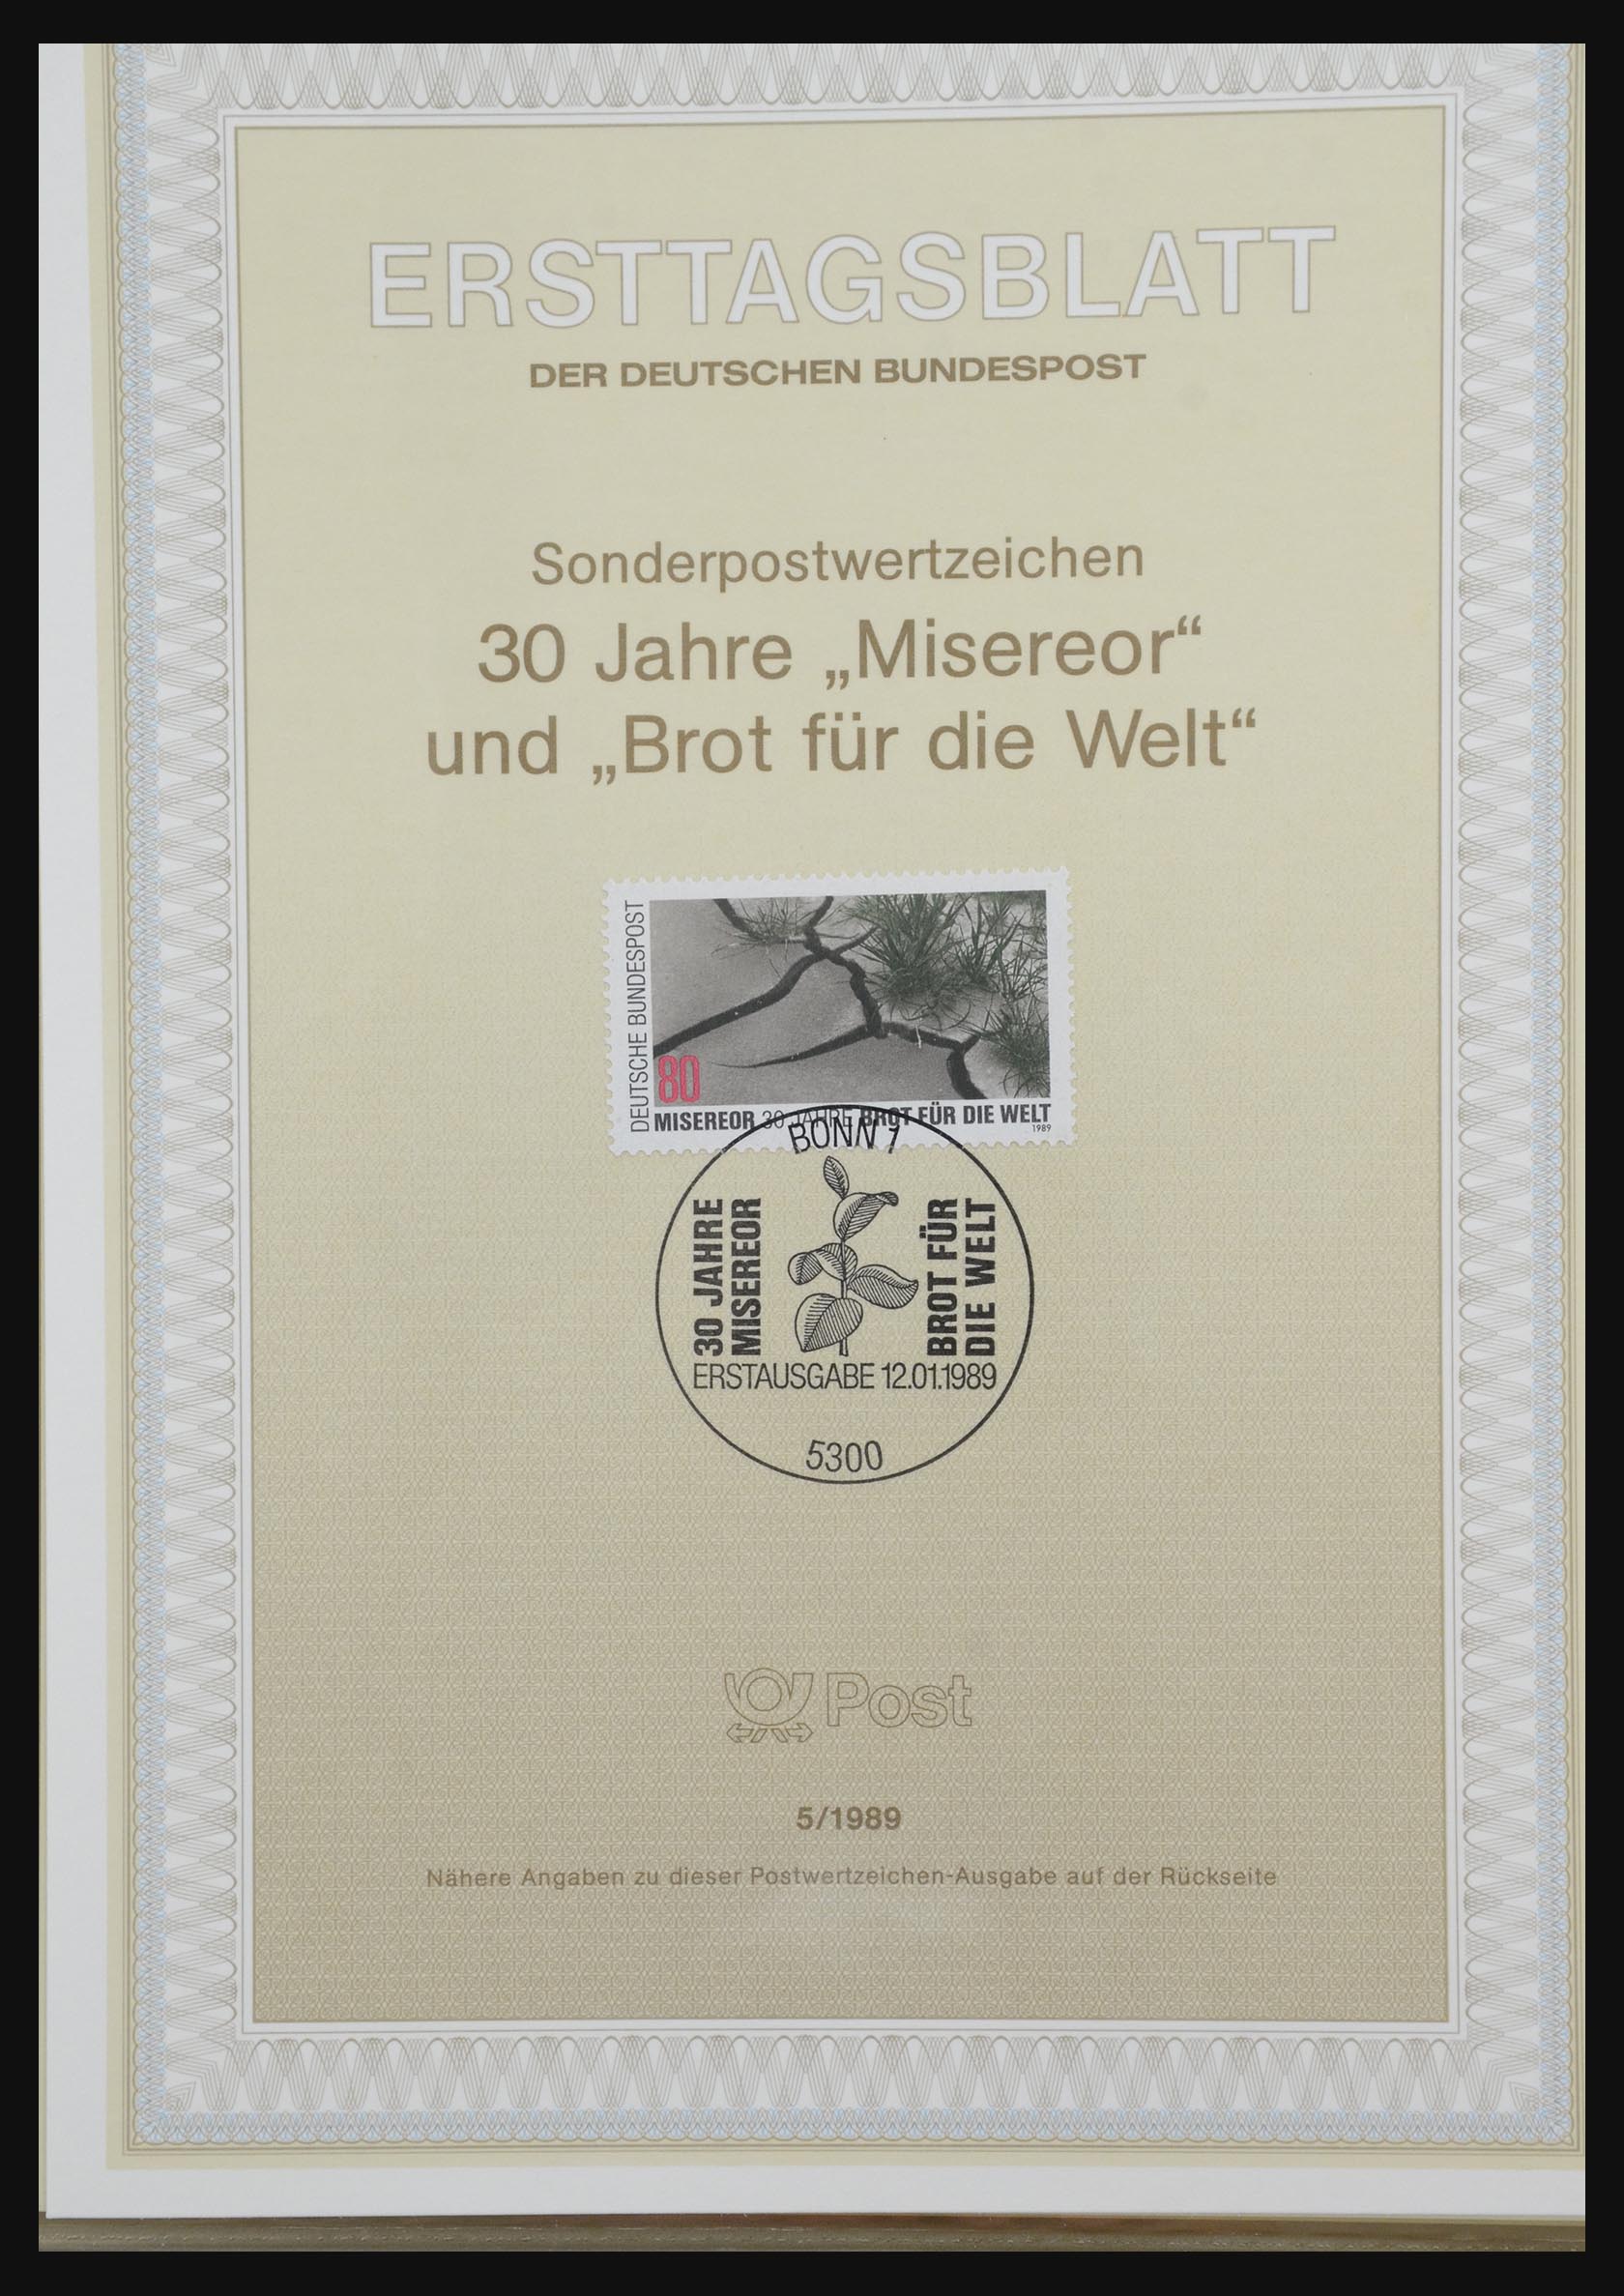 ERSTTAGSBLATT
DER DEUTSCHEN BUNDESPOST
Sonderpostwertzeichen
30 Jahre „Misereor“
und „Brot für die Welt“
DEUTSCHE BUNDESPOST
80
MISEREOR 30 JAHRE BROT FÜR DIE WELT
1989
BONN 1
30 JAHRE
MISEREOR
BROT FÜR
DIE WELT
ERSTAUSGABE 12.01.1989
5300
Post
5/1989
Nähere Angaben zu dieser Postwertzeichen-Ausgabe auf der Rückseite